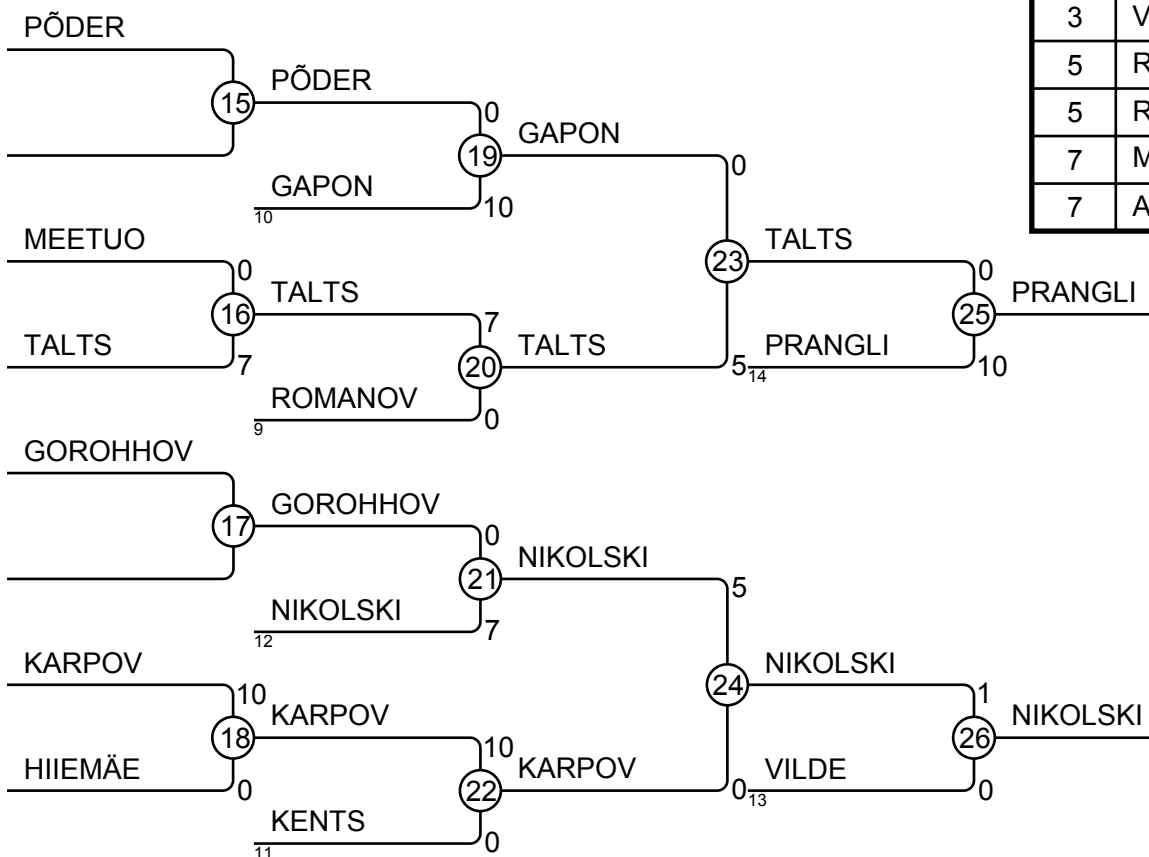 3 V
PÕDER
5 R
PÕDER
15
0
5 R
GAPON
19
0
GAPON
10
10
7 M
7 A
MEETUO
0
TALTS
23
0
TALTS
16
7
PRANGLI
25
TALTS
7
TALTS
20
5
PRANGLI
14
10
ROMANOV
9
0
GOROHHOV
GOROHHOV
17
0
NIKOLSKI
21
5
NIKOLSKI
12
7
KARPOV
10
NIKOLSKI
24
1
KARPOV
18
10
NIKOLSKI
26
HIIEMÄE
0
KARPOV
22
0
VILDE
13
0
KENTS
11
0